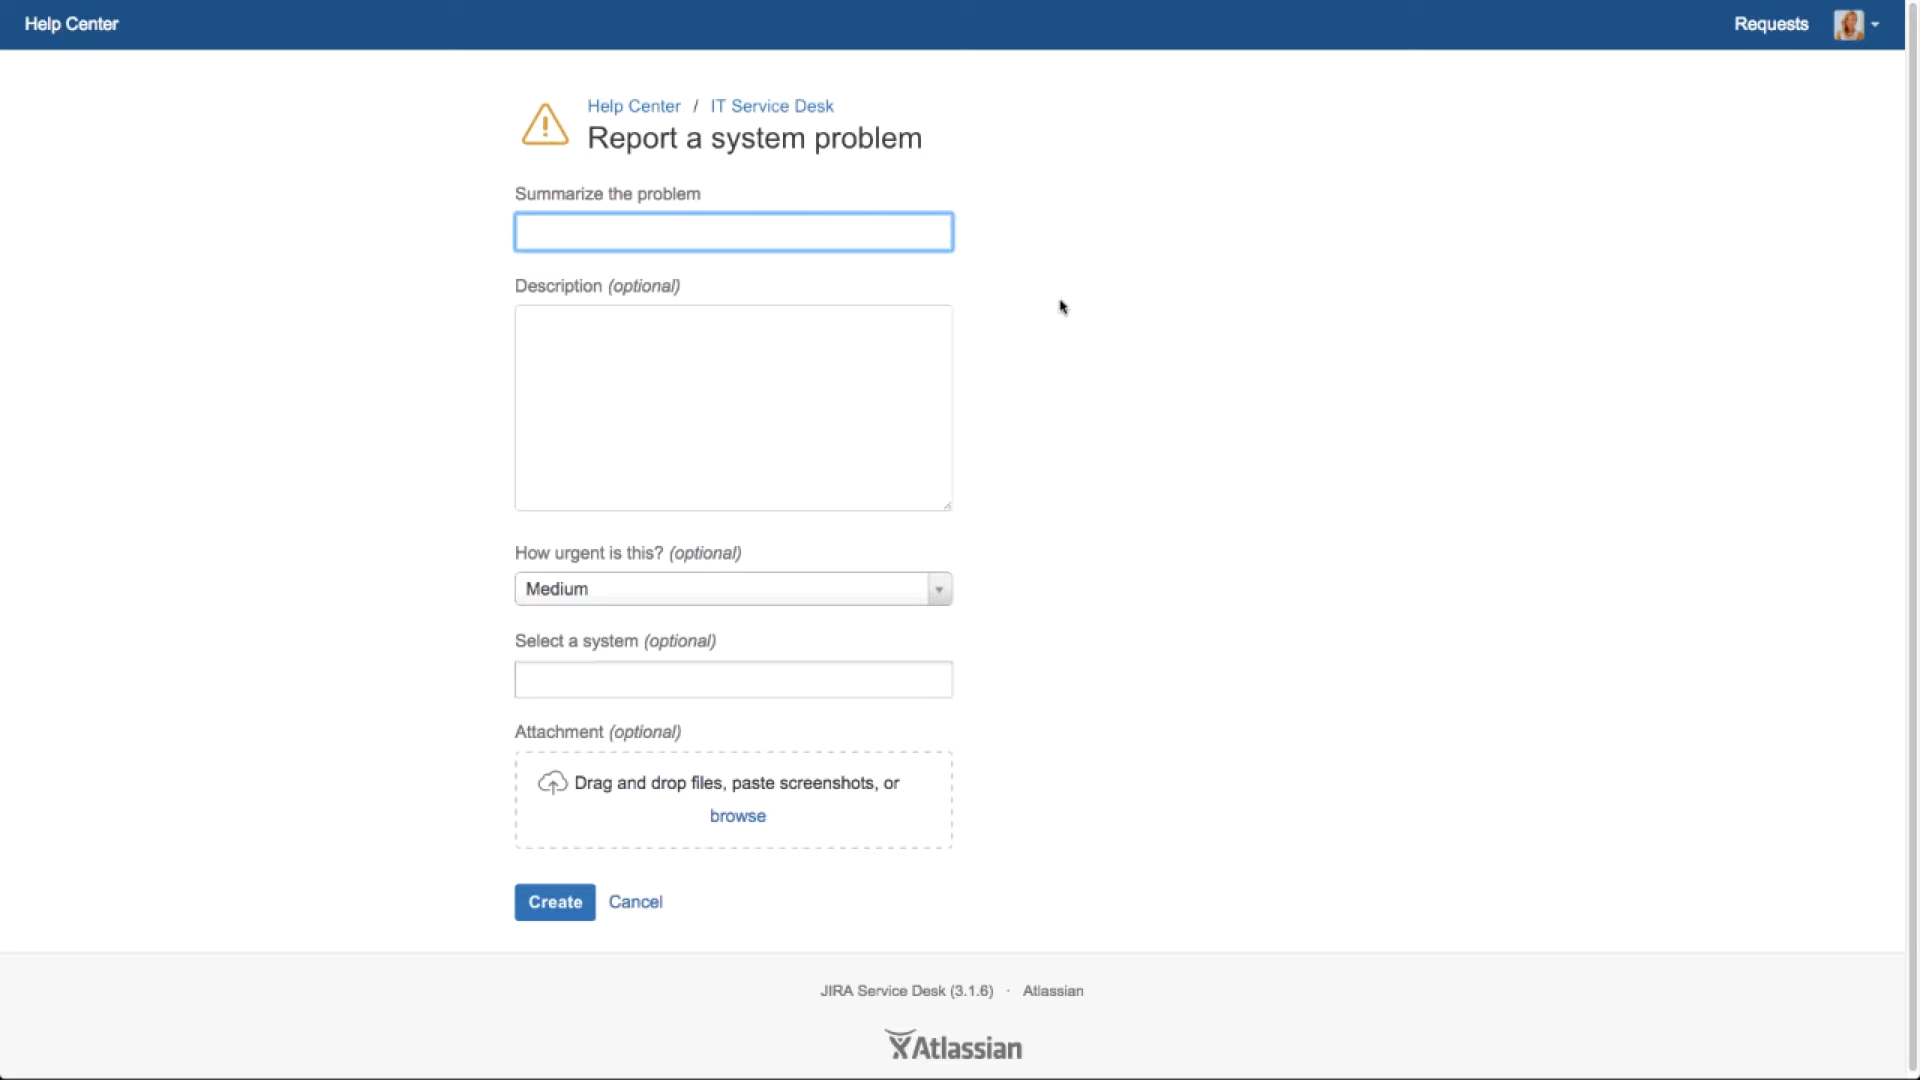 Help Center
Requests
Help Center / IT Service Desk
Report a system problem
Summarize the problem
Description (optional)
How urgent is this? (optional)
Medium
Select a system (optional)
Attachment (optional)
Drag and drop files, paste screenshots, or
browse
Create Cancel
JIRA Service Desk (3.1.6) · Atlassian
Atlassian